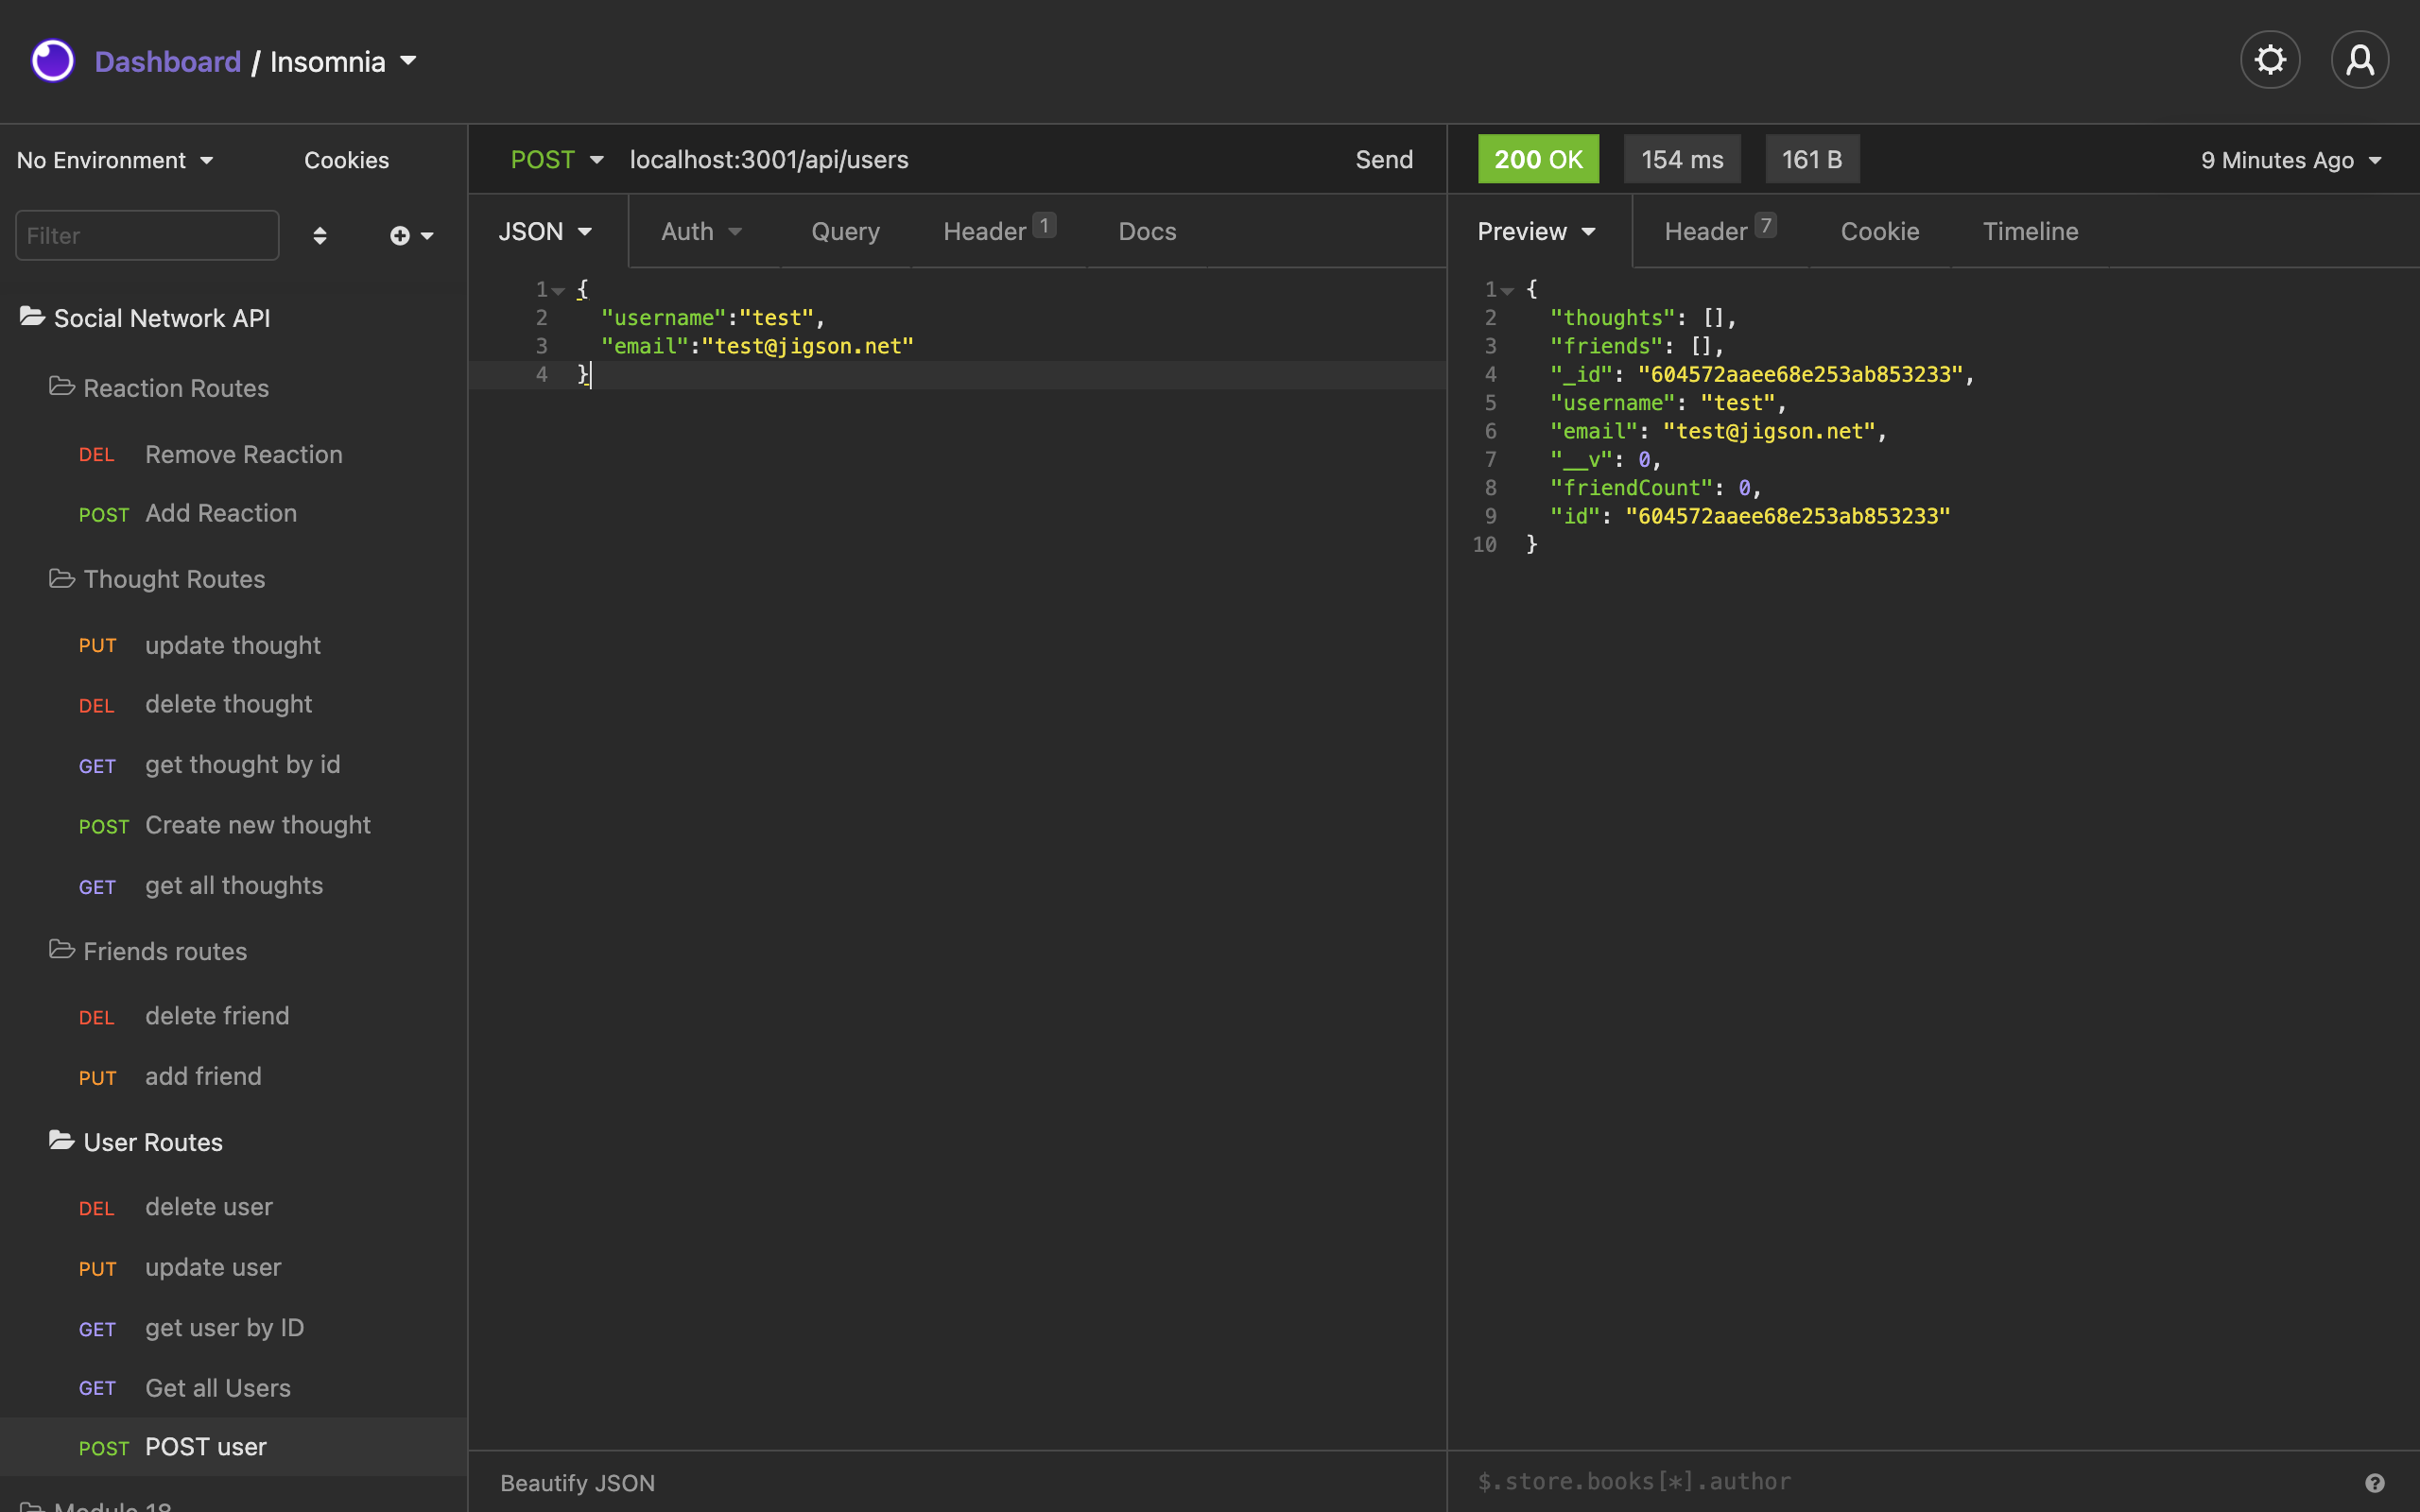 Dashboard / Insomnia
No Environment
Cookies
Filter
Social Network API
Reaction Routes
DEL Remove Reaction
POST Add Reaction
Thought Routes
PUT update thought
DEL delete thought
GET get thought by id
POST Create new thought
GET get all thoughts
Friends routes
DEL delete friend
PUT add friend
User Routes
DEL delete user
PUT update user
GET get user by ID
GET Get all Users
POST POST user
Module 18
POST localhost:3001/api/users Send
JSON Auth Query Header 1 Docs
1 {
2 "username":"test",
3 "email":"test@jigson.net"
4 }
Beautify JSON
200 OK 154 ms 161 B 9 Minutes Ago
Preview Header 7 Cookie Timeline
1 {
2 "thoughts": [],
3 "friends": [],
4 "_id": "604572aaee68e253ab853233",
5 "username": "test",
6 "email": "test@jigson.net",
7 "__v": 0,
8 "friendCount": 0,
9 "id": "604572aaee68e253ab853233"
10 }
$.store.books[*].author
?